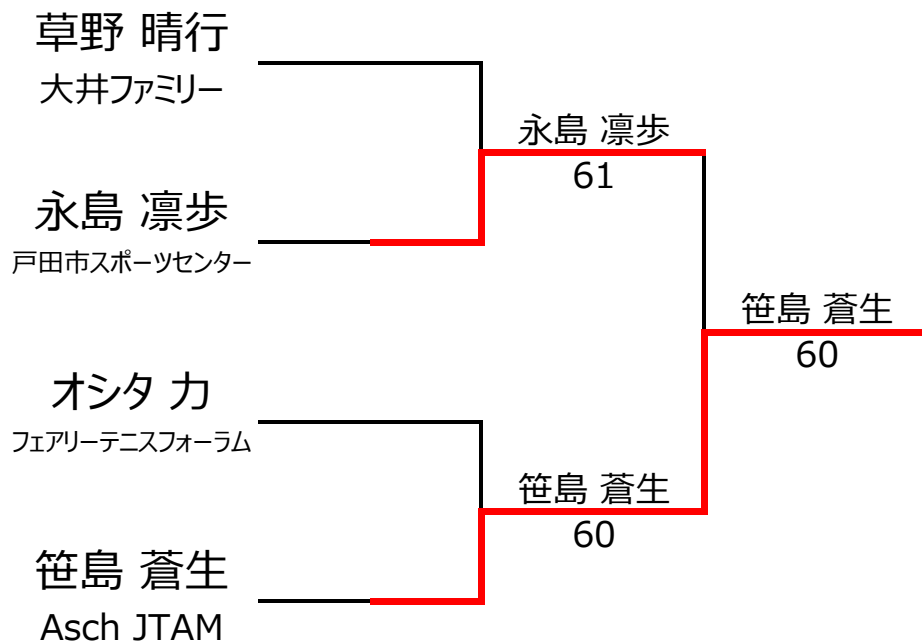 草野 晴行
大井ファミリー
永島 凛歩
61
永島 凛歩
戸田市スポーツセンター
笹島 蒼生
60
オシタ 力
フェアリーテニスフォーラム
笹島 蒼生
60
笹島 蒼生
Asch JTAM